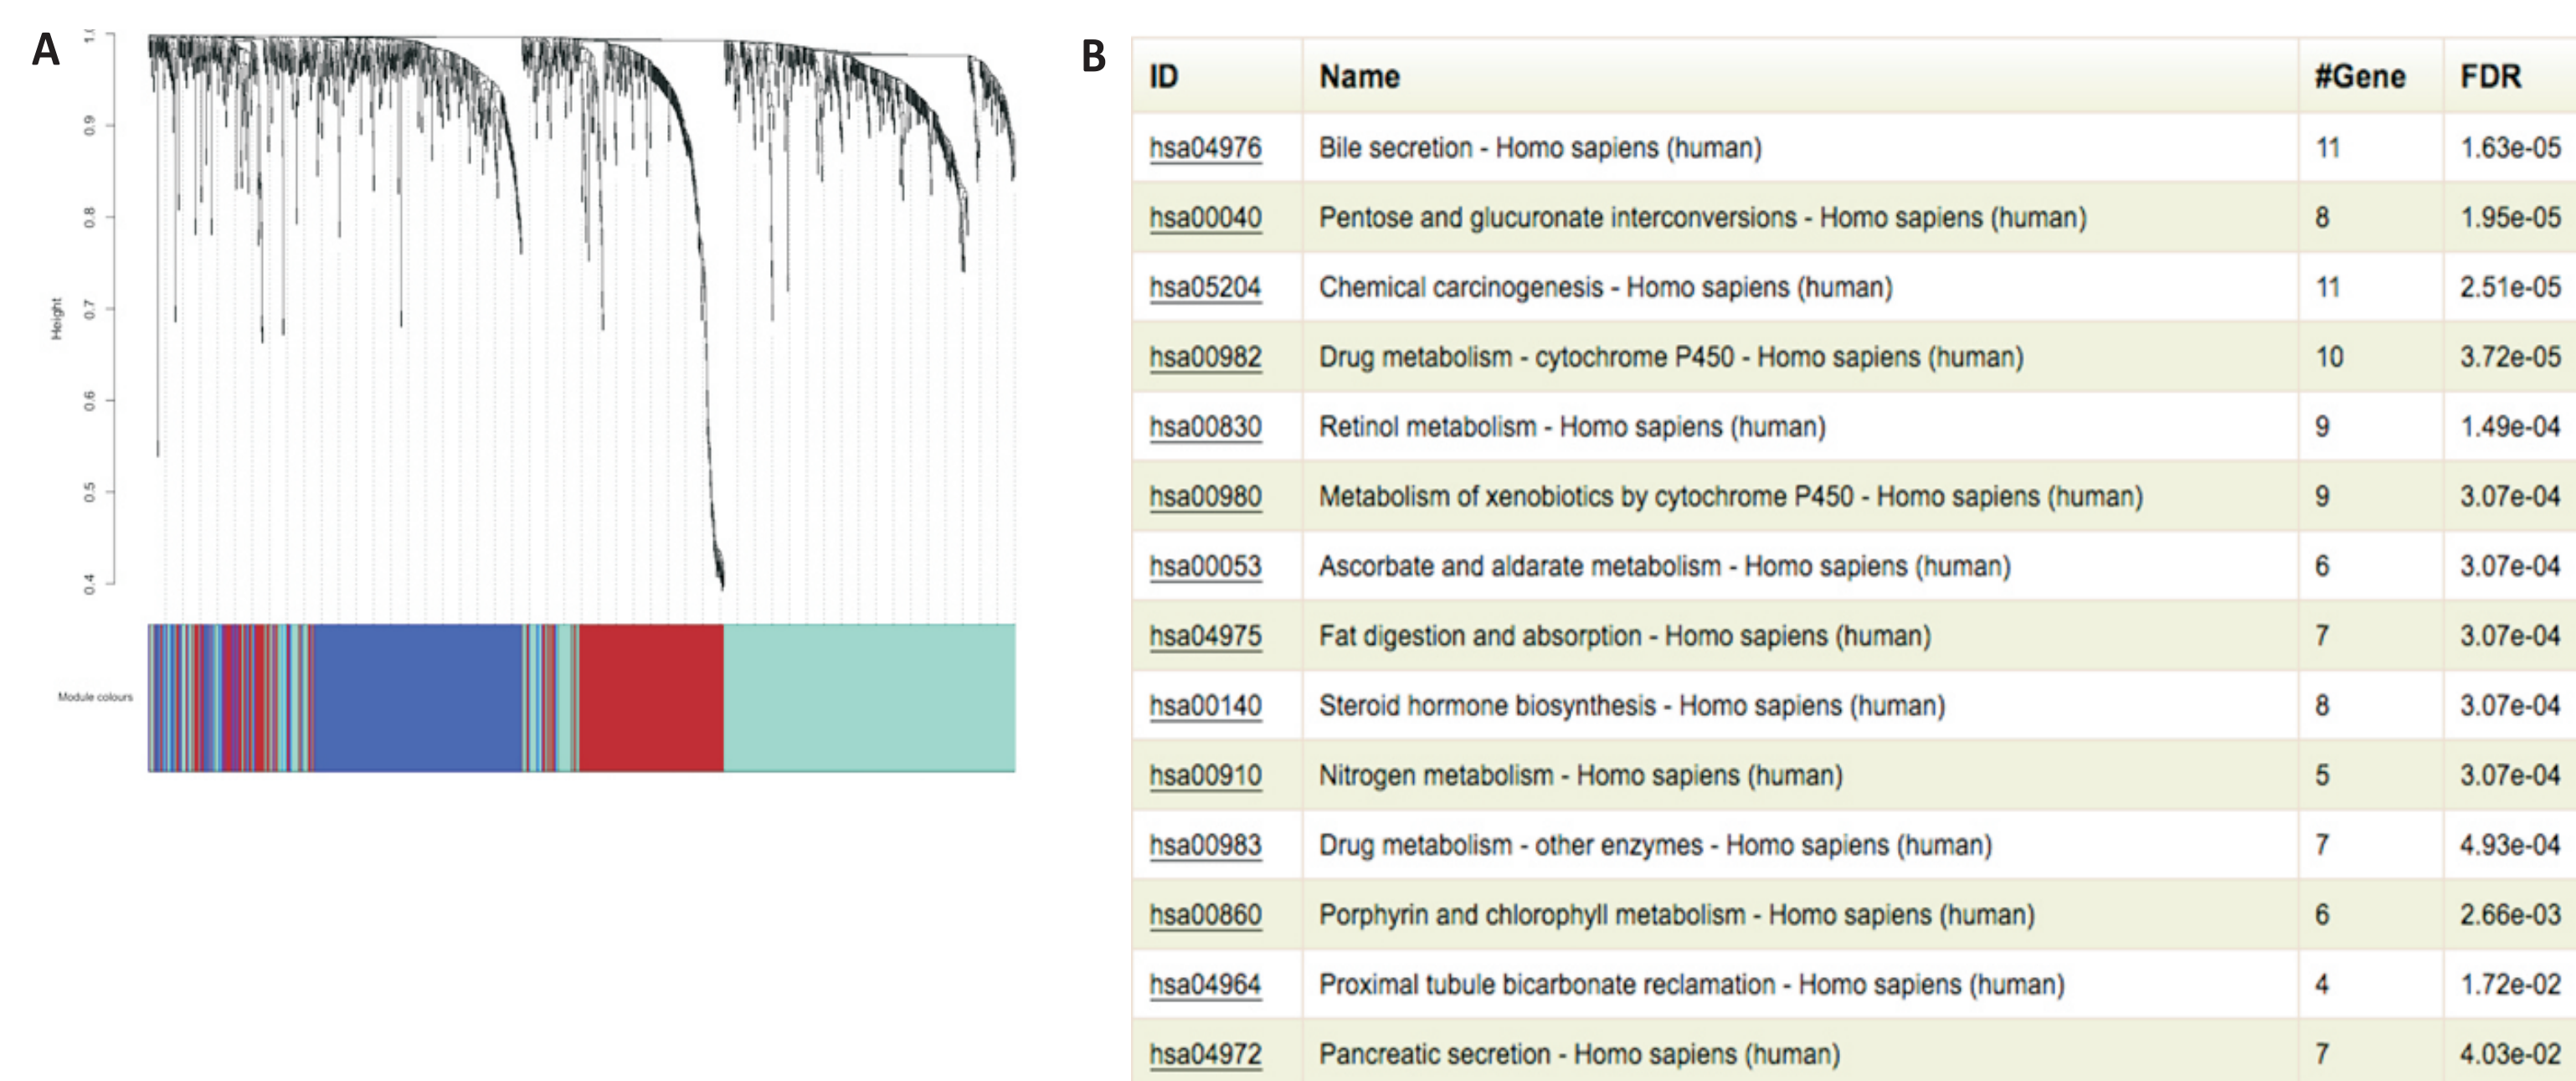 A
1.0
0.9
0.8
0.7
0.6
0.5
0.4
Height
Module colours
B
ID Name #Gene FDR
hsa04976 Bile secretion - Homo sapiens (human) 11 1.63e-05
hsa00040 Pentose and glucuronate interconversions - Homo sapiens (human) 8 1.95e-05
hsa05204 Chemical carcinogenesis - Homo sapiens (human) 11 2.51e-05
hsa00982 Drug metabolism - cytochrome P450 - Homo sapiens (human) 10 3.72e-05
hsa00830 Retinol metabolism - Homo sapiens (human) 9 1.49e-04
hsa00980 Metabolism of xenobiotics by cytochrome P450 - Homo sapiens (human) 9 3.07e-04
hsa00053 Ascorbate and aldarate metabolism - Homo sapiens (human) 6 3.07e-04
hsa04975 Fat digestion and absorption - Homo sapiens (human) 7 3.07e-04
hsa00140 Steroid hormone biosynthesis - Homo sapiens (human) 8 3.07e-04
hsa00910 Nitrogen metabolism - Homo sapiens (human) 5 3.07e-04
hsa00983 Drug metabolism - other enzymes - Homo sapiens (human) 7 4.93e-04
hsa00860 Porphyrin and chlorophyll metabolism - Homo sapiens (human) 6 2.66e-03
hsa04964 Proximal tubule bicarbonate reclamation - Homo sapiens (human) 4 1.72e-02
hsa04972 Pancreatic secretion - Homo sapiens (human) 7 4.03e-02